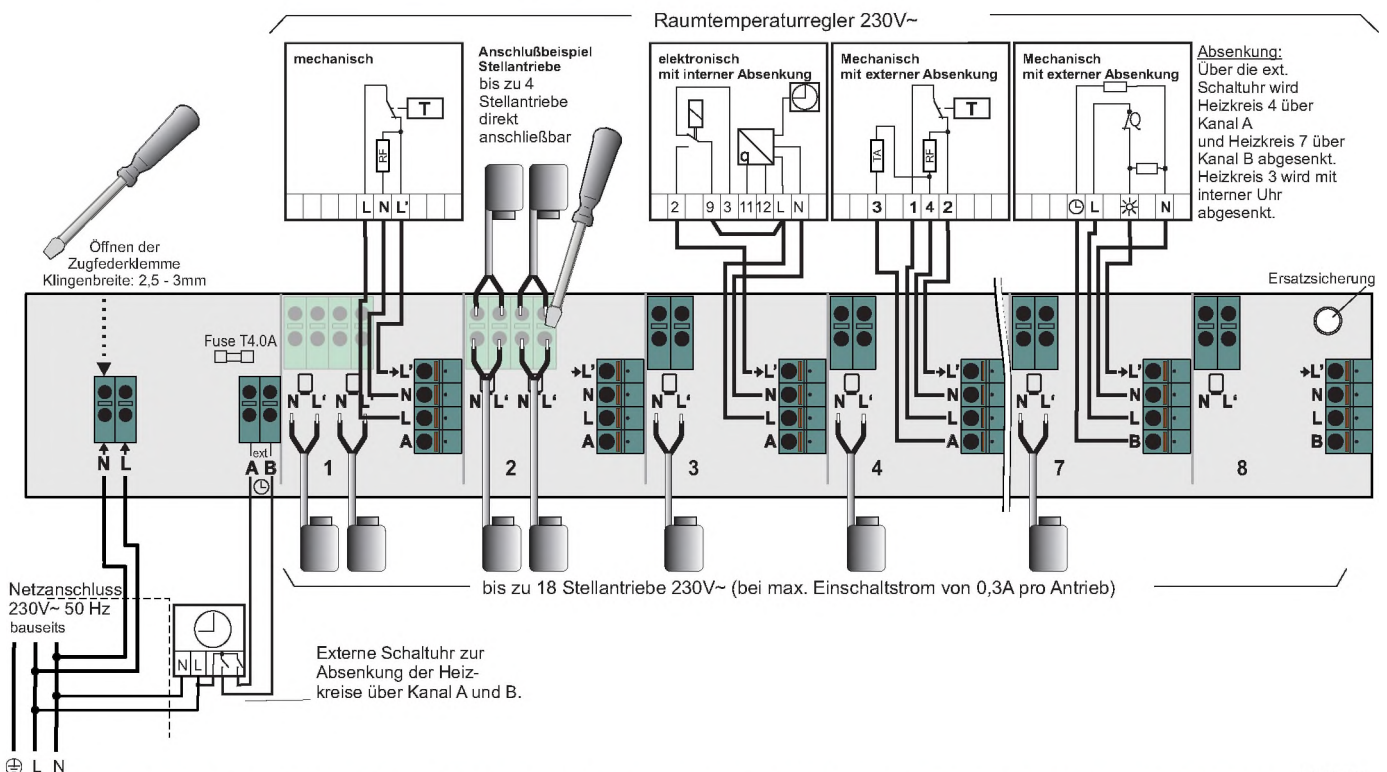 Raumtemperaturregler 230V~
mechanisch
T
RF
L N L'
Anschlußbeispiel
Stellantriebe
bis zu 4
Stellantriebe
direkt
anschließbar
elektronisch
mit interner Absenkung
q
2 9 3 11 12 L N
Mechanisch
mit externer Absenkung
T
TA
RF
3 1 4 2
Mechanisch
mit externer Absenkung
L N
Absenkung:
Über die ext.
Schaltuhr wird
Heizkreis 4 über
Kanal A
und Heizkreis 7 über
Kanal B abgesenkt.
Heizkreis 3 wird mit
interner Uhr
abgesenkt.
Öffnen der
Zugfederklemme
Klingenbreite: 2,5 - 3mm
Ersatzsicherung
Fuse T4.0A
N L
ext
A B
N L' N L'
1
L'
N
L
A
N L' N L'
2
L'
N
L
A
N L'
3
L'
N
L
A
N L'
4
L'
N
L
A
N L'
7
L'
N
L
B
N L'
8
L'
N
L
B
bis zu 18 Stellantriebe 230V~ (bei max. Einschaltstrom von 0,3A pro Antrieb)
Netzanschluss
230V~ 50 Hz
bauseits
N L
Externe Schaltuhr zur
Absenkung der Heiz-
kreise über Kanal A und B.
L N